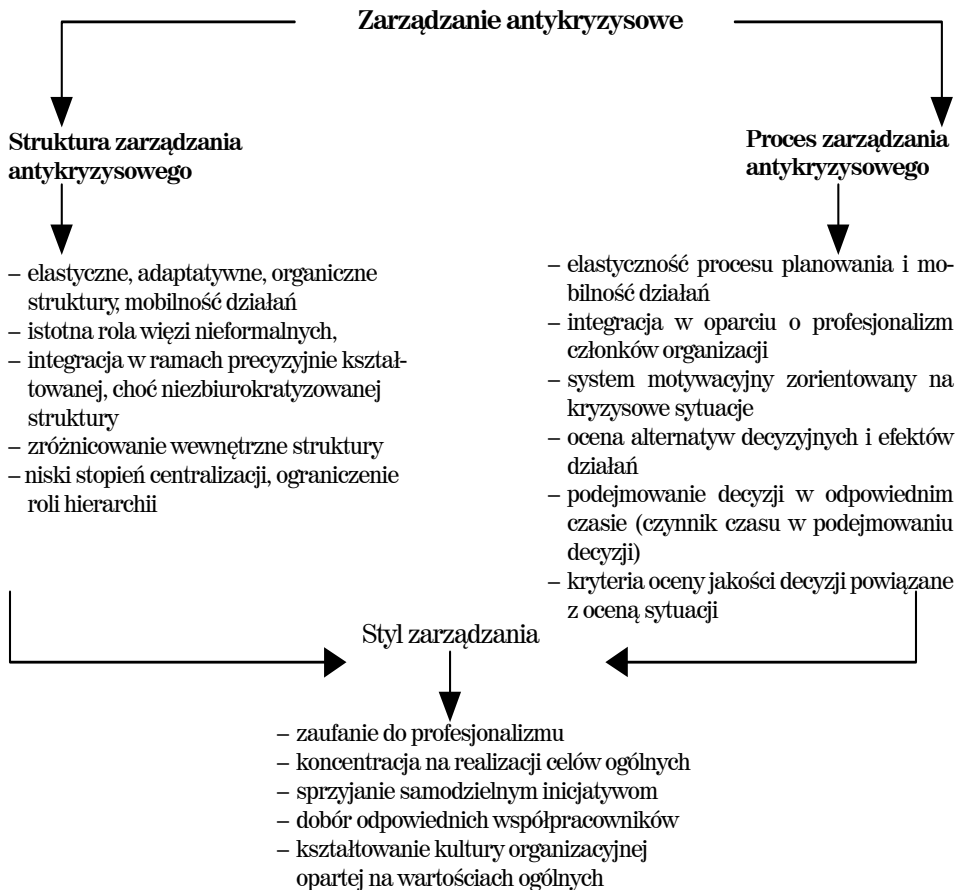 Zarządzanie antykryzysowe
Struktura zarządzania
antykryzysowego
– elastyczne, adaptatywne, organiczne
struktury, mobilność działań
– istotna rola więzi nieformalnych,
– integracja w ramach precyzyjnie kształ-
towanej, choć niezbiurokratyzowanej
struktury
– zróżnicowanie wewnętrzne struktury
– niski stopień centralizacji, ograniczenie
roli hierarchii
Proces zarządzania
antykryzysowego
– elastyczność procesu planowania i mo-
bilność działań
– integracja w oparciu o profesjonalizm
członków organizacji
– system motywacyjny zorientowany na
kryzysowe sytuacje
– ocena alternatyw decyzyjnych i efektów
działań
– podejmowanie decyzji w odpowiednim
czasie (czynnik czasu w podejmowaniu
decyzji)
– kryteria oceny jakości decyzji powiązane
z oceną sytuacji
Styl zarządzania
– zaufanie do profesjonalizmu
– koncentracja na realizacji celów ogólnych
– sprzyjanie samodzielnym inicjatywom
– dobór odpowiednich współpracowników
– kształtowanie kultury organizacyjnej
opartej na wartościach ogólnych